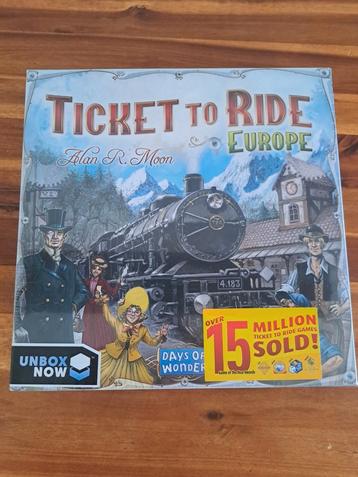 TICKET TO RIDE
EUROPE
Alan R. Moon
4.183
UNBOX
NOW
DAYS OF
WONDER
OVER
15 MILLION
TICKET TO RIDE GAMES
SOLD!